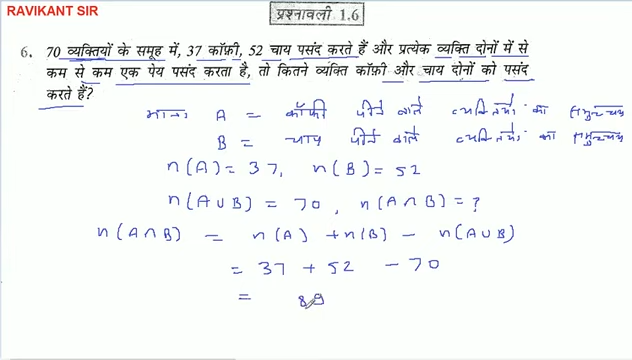 RAVIKANT SIR
प्रश्नावली 1.6
6. 70 व्यक्तियों के समूह में, 37 कॉफ़ी, 52 चाय पसंद करते हैं और प्रत्येक व्यक्ति दोनों में से
कम से कम एक पेय पसंद करता है, तो कितने व्यक्ति कॉफ़ी और चाय दोनों को पसंद
करते हैं?
माना A = कॉफी पीने वाले व्यक्तियों का समुच्चय
B = चाय पीने वाले व्यक्तियों का समुच्चय
n(A) = 37, n(B) = 52
n(A∪B) = 70, n(A∩B) = ?
n(A∩B) = n(A) + n(B) - n(A∪B)
= 37 + 52 - 70
= 89